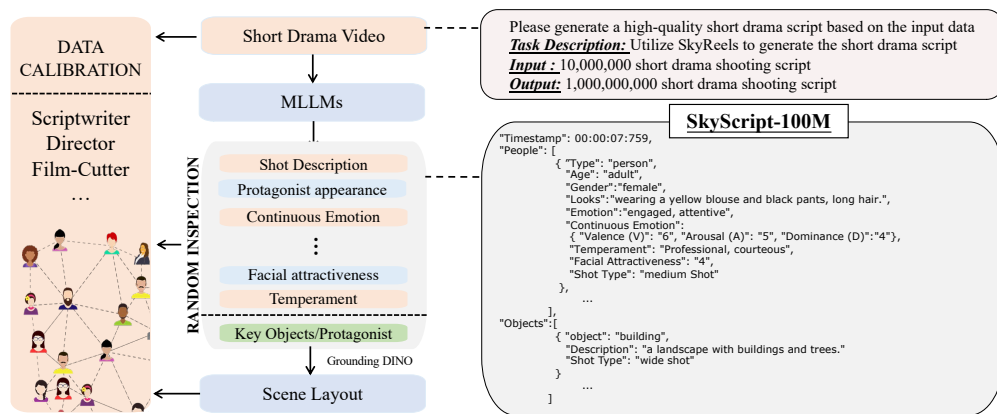 DATA
CALIBRATION
Scriptwriter
Director
Film-Cutter
...
Short Drama Video
MLLMs
RANDOM INSPECTION
Shot Description
Protagonist appearance
Continuous Emotion
Facial attractiveness
Temperament
Key Objects/Protagonist
Grounding DINO
Scene Layout
Please generate a high-quality short drama script based on the input data
Task Description: Utilize SkyReels to generate the short drama script
Input : 10,000,000 short drama shooting script
Output: 1,000,000,000 short drama shooting script
SkyScript-100M
"Timestamp": 00:00:07:759,
"People": [
{ "Type": "person",
"Age": "adult",
"Gender":"female",
"Looks":"wearing a yellow blouse and black pants, long hair.",
"Emotion":"engaged, attentive",
"Continuous Emotion":
{ "Valence (V)": "6", "Arousal (A)": "5", "Dominance (D)":"4"},
"Temperament": "Professional, courteous",
"Facial Attractiveness": "4",
"Shot Type": "medium Shot"
},
...
],
"Objects":[
{ "object": "building",
"Description": "a landscape with buildings and trees."
"Shot Type": "wide shot"
}
...
]